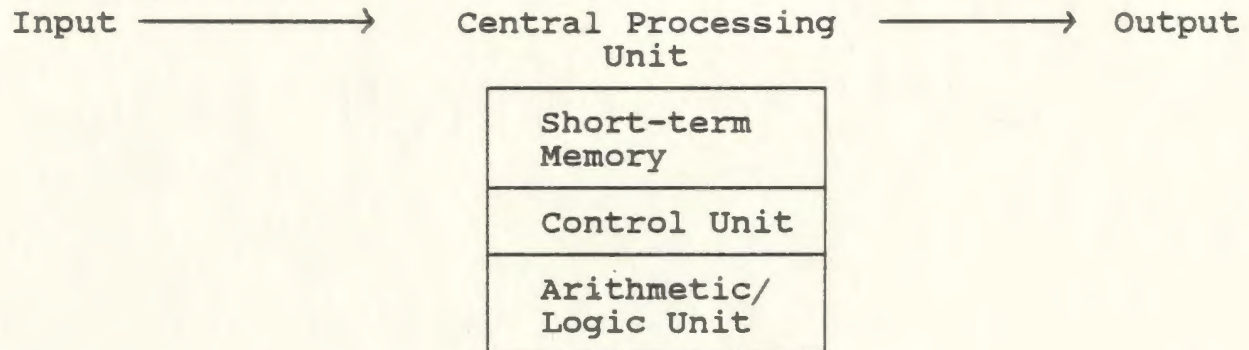 Input Central Processing Output
Unit
Short-term
Memory
Control Unit
Arithmetic/
Logic Unit